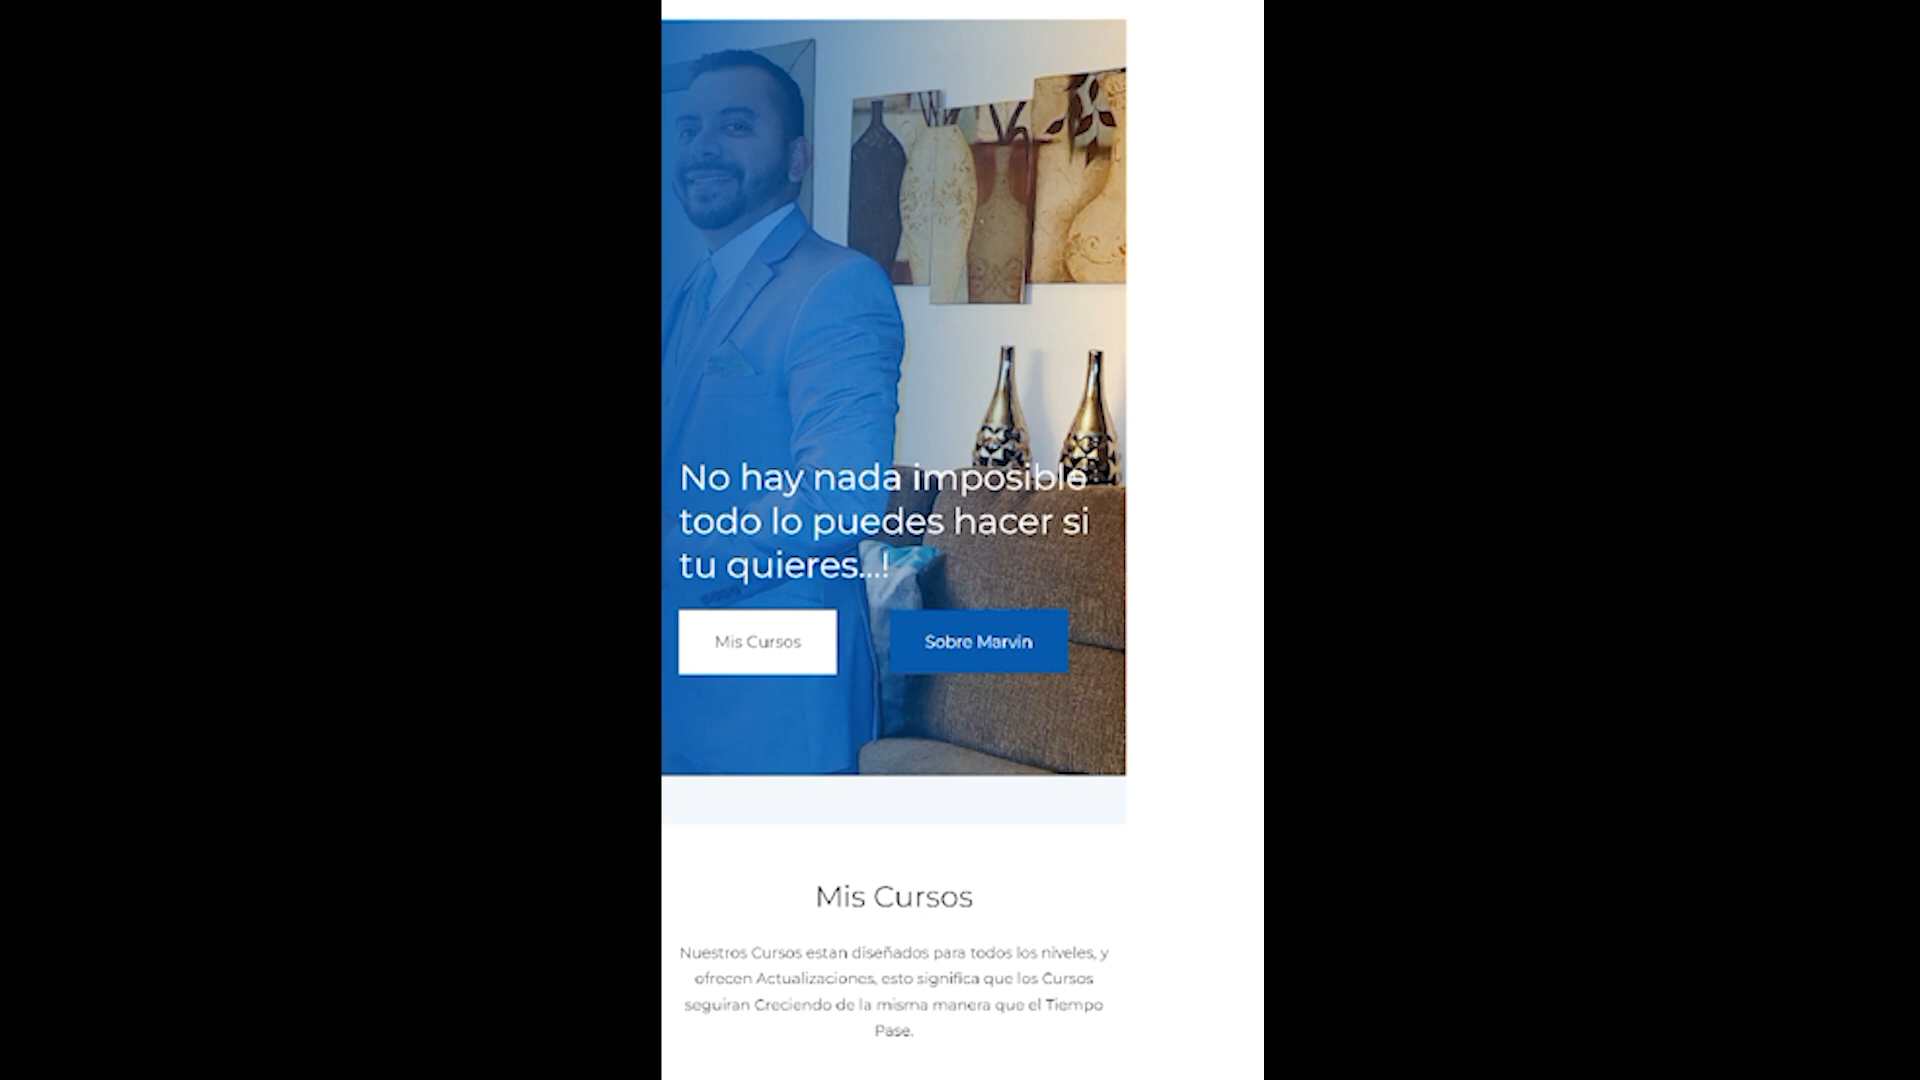 No hay nada imposible
todo lo puedes hacer si
tu quieres...!
Mis Cursos
Sobre Marvin
Mis Cursos
Nuestros Cursos estan diseñados para todos los niveles, y
ofrecen Actualizaciones, esto significa que los Cursos
seguiran Creciendo de la misma manera que el Tiempo
Pase.